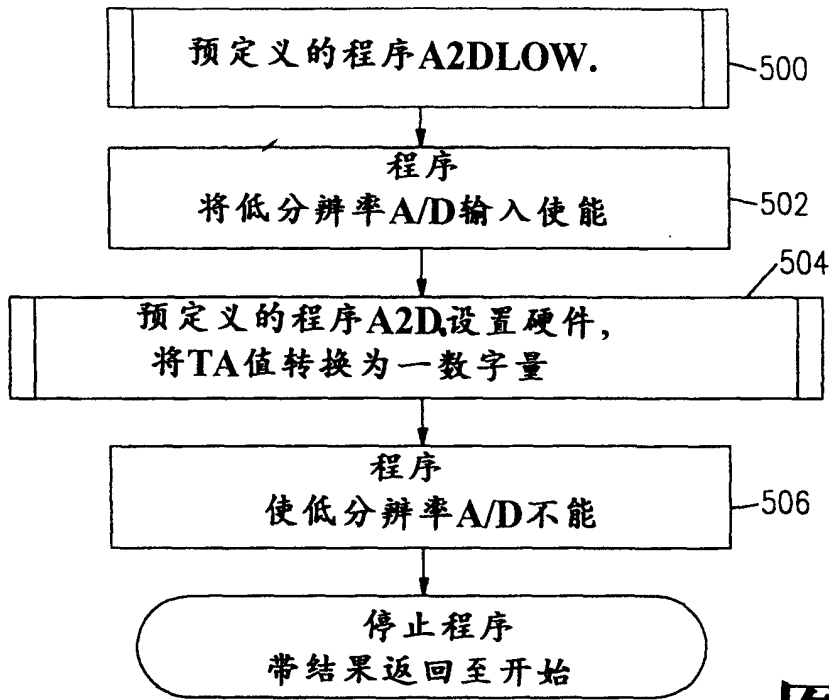 预定义的程序A2DLOW.
500
程序
将低分辨率A/D输入使能
502
504
预定义的程序A2D,设置硬件,
将TA值转换为一数字量
程序
使低分辨率A/D不能
506
停止程序
带结果返回至开始